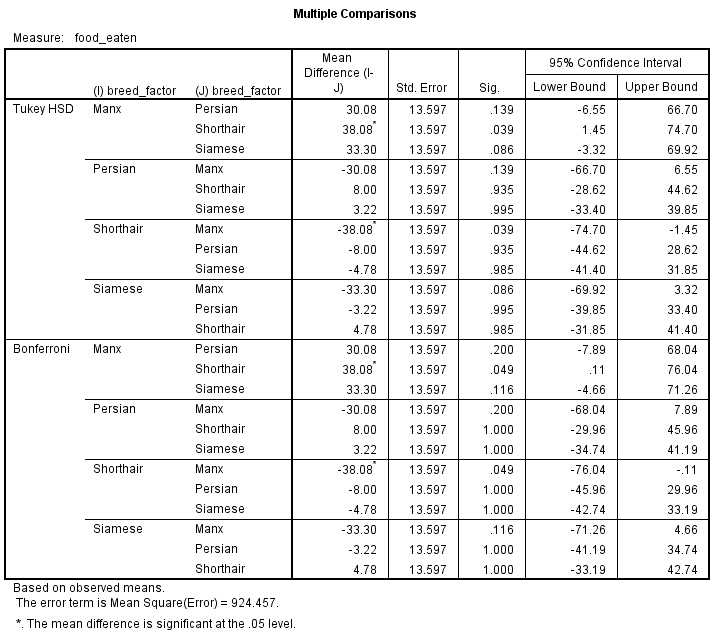 Multiple Comparisons
Measure: food_eaten
(I) breed_factor (J) breed_factor Mean Difference (I-J) Std. Error Sig. 95% Confidence Interval
Lower Bound Upper Bound
Tukey HSD Manx Persian 30.08 13.597 .139 -6.55 66.70
Shorthair 38.08* 13.597 .039 1.45 74.70
Siamese 33.30 13.597 .086 -3.32 69.92
Persian Manx -30.08 13.597 .139 -66.70 6.55
Shorthair 8.00 13.597 .935 -28.62 44.62
Siamese 3.22 13.597 .995 -33.40 39.85
Shorthair Manx -38.08* 13.597 .039 -74.70 -1.45
Persian -8.00 13.597 .935 -44.62 28.62
Siamese -4.78 13.597 .985 -41.40 31.85
Siamese Manx -33.30 13.597 .086 -69.92 3.32
Persian -3.22 13.597 .995 -39.85 33.40
Shorthair 4.78 13.597 .985 -31.85 41.40
Bonferroni Manx Persian 30.08 13.597 .200 -7.89 68.04
Shorthair 38.08* 13.597 .049 .11 76.04
Siamese 33.30 13.597 .116 -4.66 71.26
Persian Manx -30.08 13.597 .200 -68.04 7.89
Shorthair 8.00 13.597 1.000 -29.96 45.96
Siamese 3.22 13.597 1.000 -34.74 41.19
Shorthair Manx -38.08* 13.597 .049 -76.04 -.11
Persian -8.00 13.597 1.000 -45.96 29.96
Siamese -4.78 13.597 1.000 -42.74 33.19
Siamese Manx -33.30 13.597 .116 -71.26 4.66
Persian -3.22 13.597 1.000 -41.19 34.74
Shorthair 4.78 13.597 1.000 -33.19 42.74
Based on observed means.
The error term is Mean Square(Error) = 924.457.
*. The mean difference is significant at the .05 level.